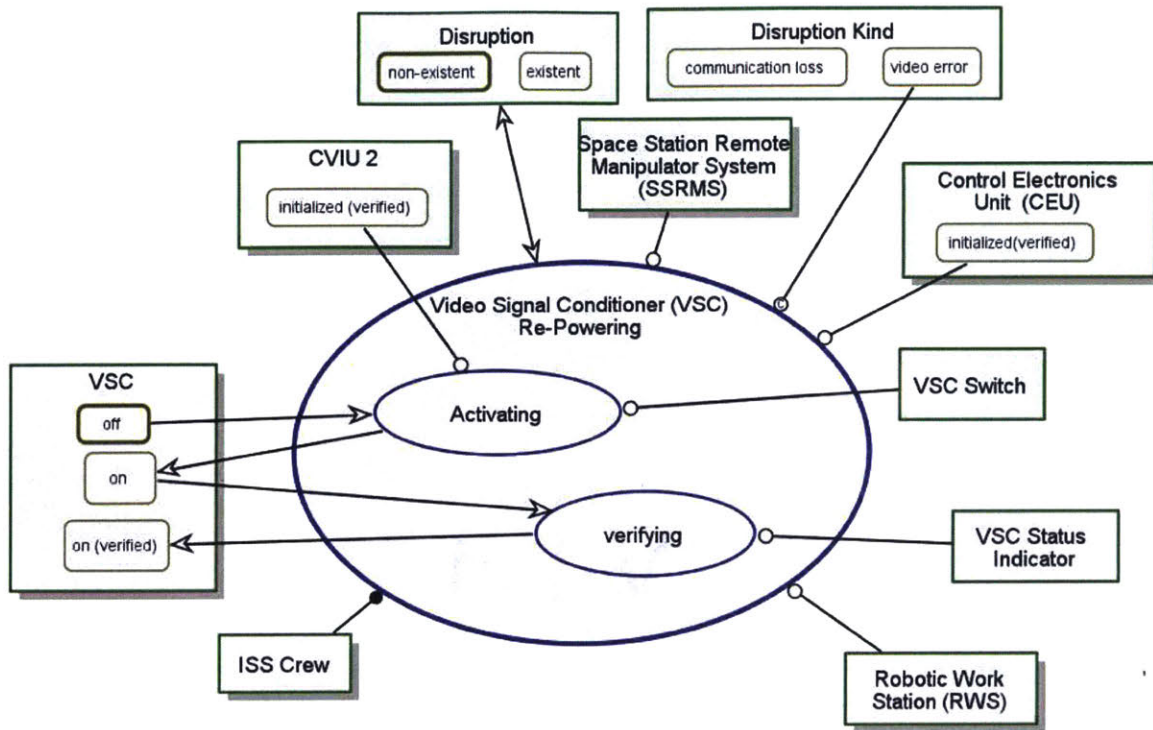 Disruption
non-existent
existent
Disruption Kind
communication loss
video error
CVIU 2
initialized (verified)
Space Station Remote
Manipulator System
(SSRMS)
Control Electronics
Unit (CEU)
initialized(verified)
Video Signal Conditioner (VSC)
Re-Powering
VSC
off
on
on (verified)
Activating
VSC Switch
verifying
VSC Status
Indicator
ISS Crew
Robotic Work
Station (RWS)